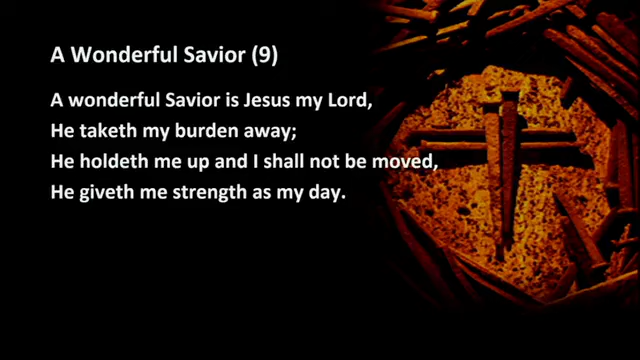 A Wonderful Savior (9)
A wonderful Savior is Jesus my Lord,
He taketh my burden away;
He holdeth me up and I shall not be moved,
He giveth me strength as my day.